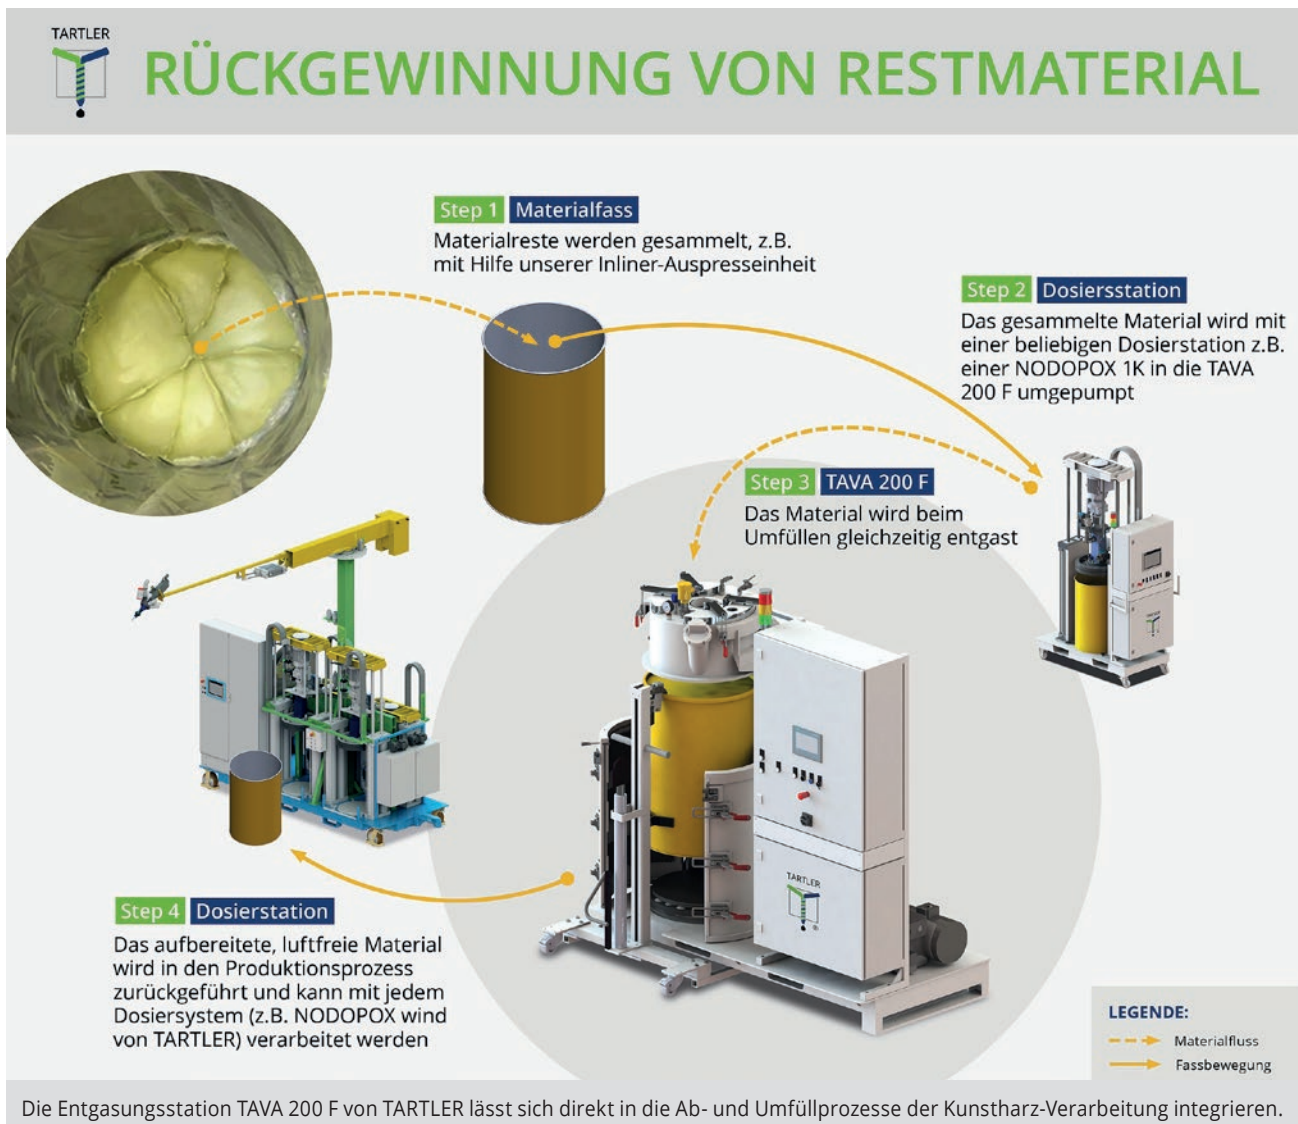 TARTLER
RÜCKGEWINNUNG VON RESTMATERIAL
Step 1 Materialfass
Materialreste werden gesammelt, z.B.
mit Hilfe unserer Inliner-Auspresseinheit
Step 2 Dosiersstation
Das gesammelte Material wird mit
einer beliebigen Dosierstation z.B.
einer NODOPOX 1K in die TAVA
200 F umgepumpt
Step 3 TAVA 200 F
Das Material wird beim
Umfüllen gleichzeitig entgast
TARTLER
TARTLER
Step 4 Dosierstation
Das aufbereitete, luftfreie Material
wird in den Produktionsprozess
zurückgeführt und kann mit jedem
Dosiersystem (z.B. NODOPOX wind
von TARTLER) verarbeitet werden
LEGENDE:
Materialfluss
Fassbewegung
Die Entgasungsstation TAVA 200 F von TARTLER lässt sich direkt in die Ab- und Umfüllprozesse der Kunstharz-Verarbeitung integrieren.